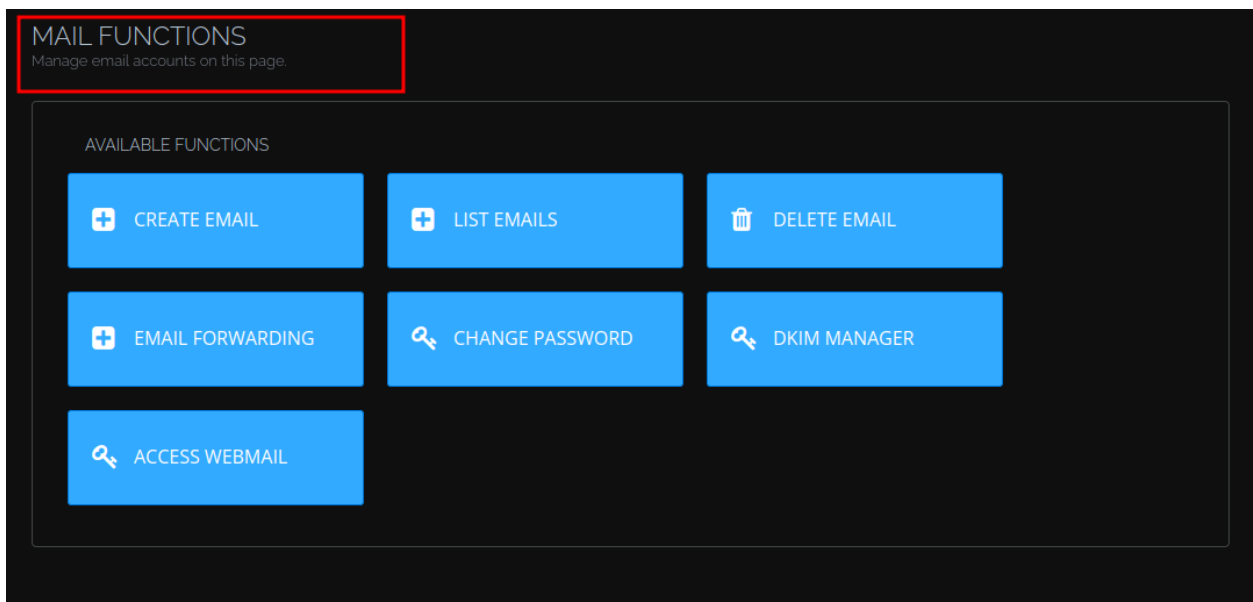 MAIL FUNCTIONS
Manage email accounts on this page.
AVAILABLE FUNCTIONS
CREATE EMAIL
LIST EMAILS
DELETE EMAIL
EMAIL FORWARDING
CHANGE PASSWORD
DKIM MANAGER
ACCESS WEBMAIL